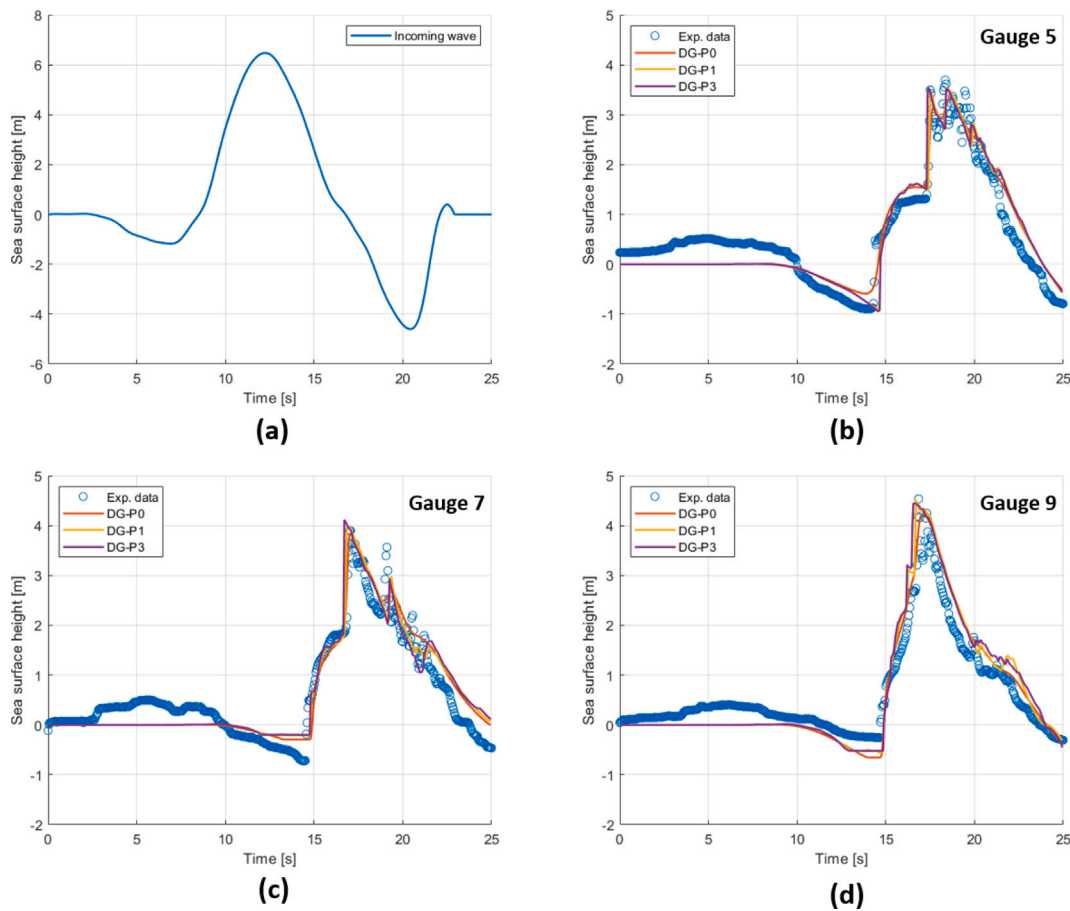 8
6
4
2
0
-2
-4
-6
Sea surface height [m]
Incoming wave
0 5 10 15 20 25
Time [s]
(a)
5
4
3
2
1
0
-1
-2
Sea surface height [m]
Exp. data
DG-P0
DG-P1
DG-P3
Gauge 5
0 5 10 15 20 25
Time [s]
(b)
5
4
3
2
1
0
-1
-2
Sea surface height [m]
Exp. data
DG-P0
DG-P1
DG-P3
Gauge 7
0 5 10 15 20 25
Time [s]
(c)
5
4
3
2
1
0
-1
-2
Sea surface height [m]
Exp. data
DG-P0
DG-P1
DG-P3
Gauge 9
0 5 10 15 20 25
Time [s]
(d)